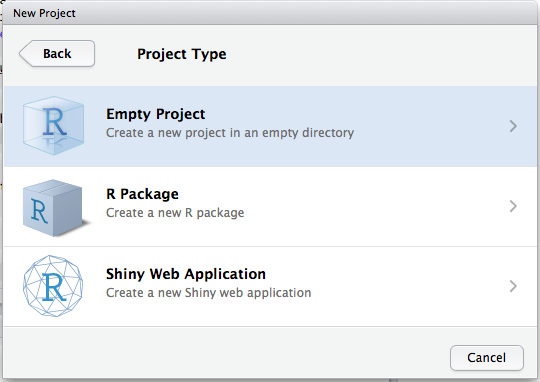 New Project
Back
Project Type
R
Empty Project
Create a new project in an empty directory
R
R Package
Create a new R package
R
Shiny Web Application
Create a new Shiny web application
Cancel